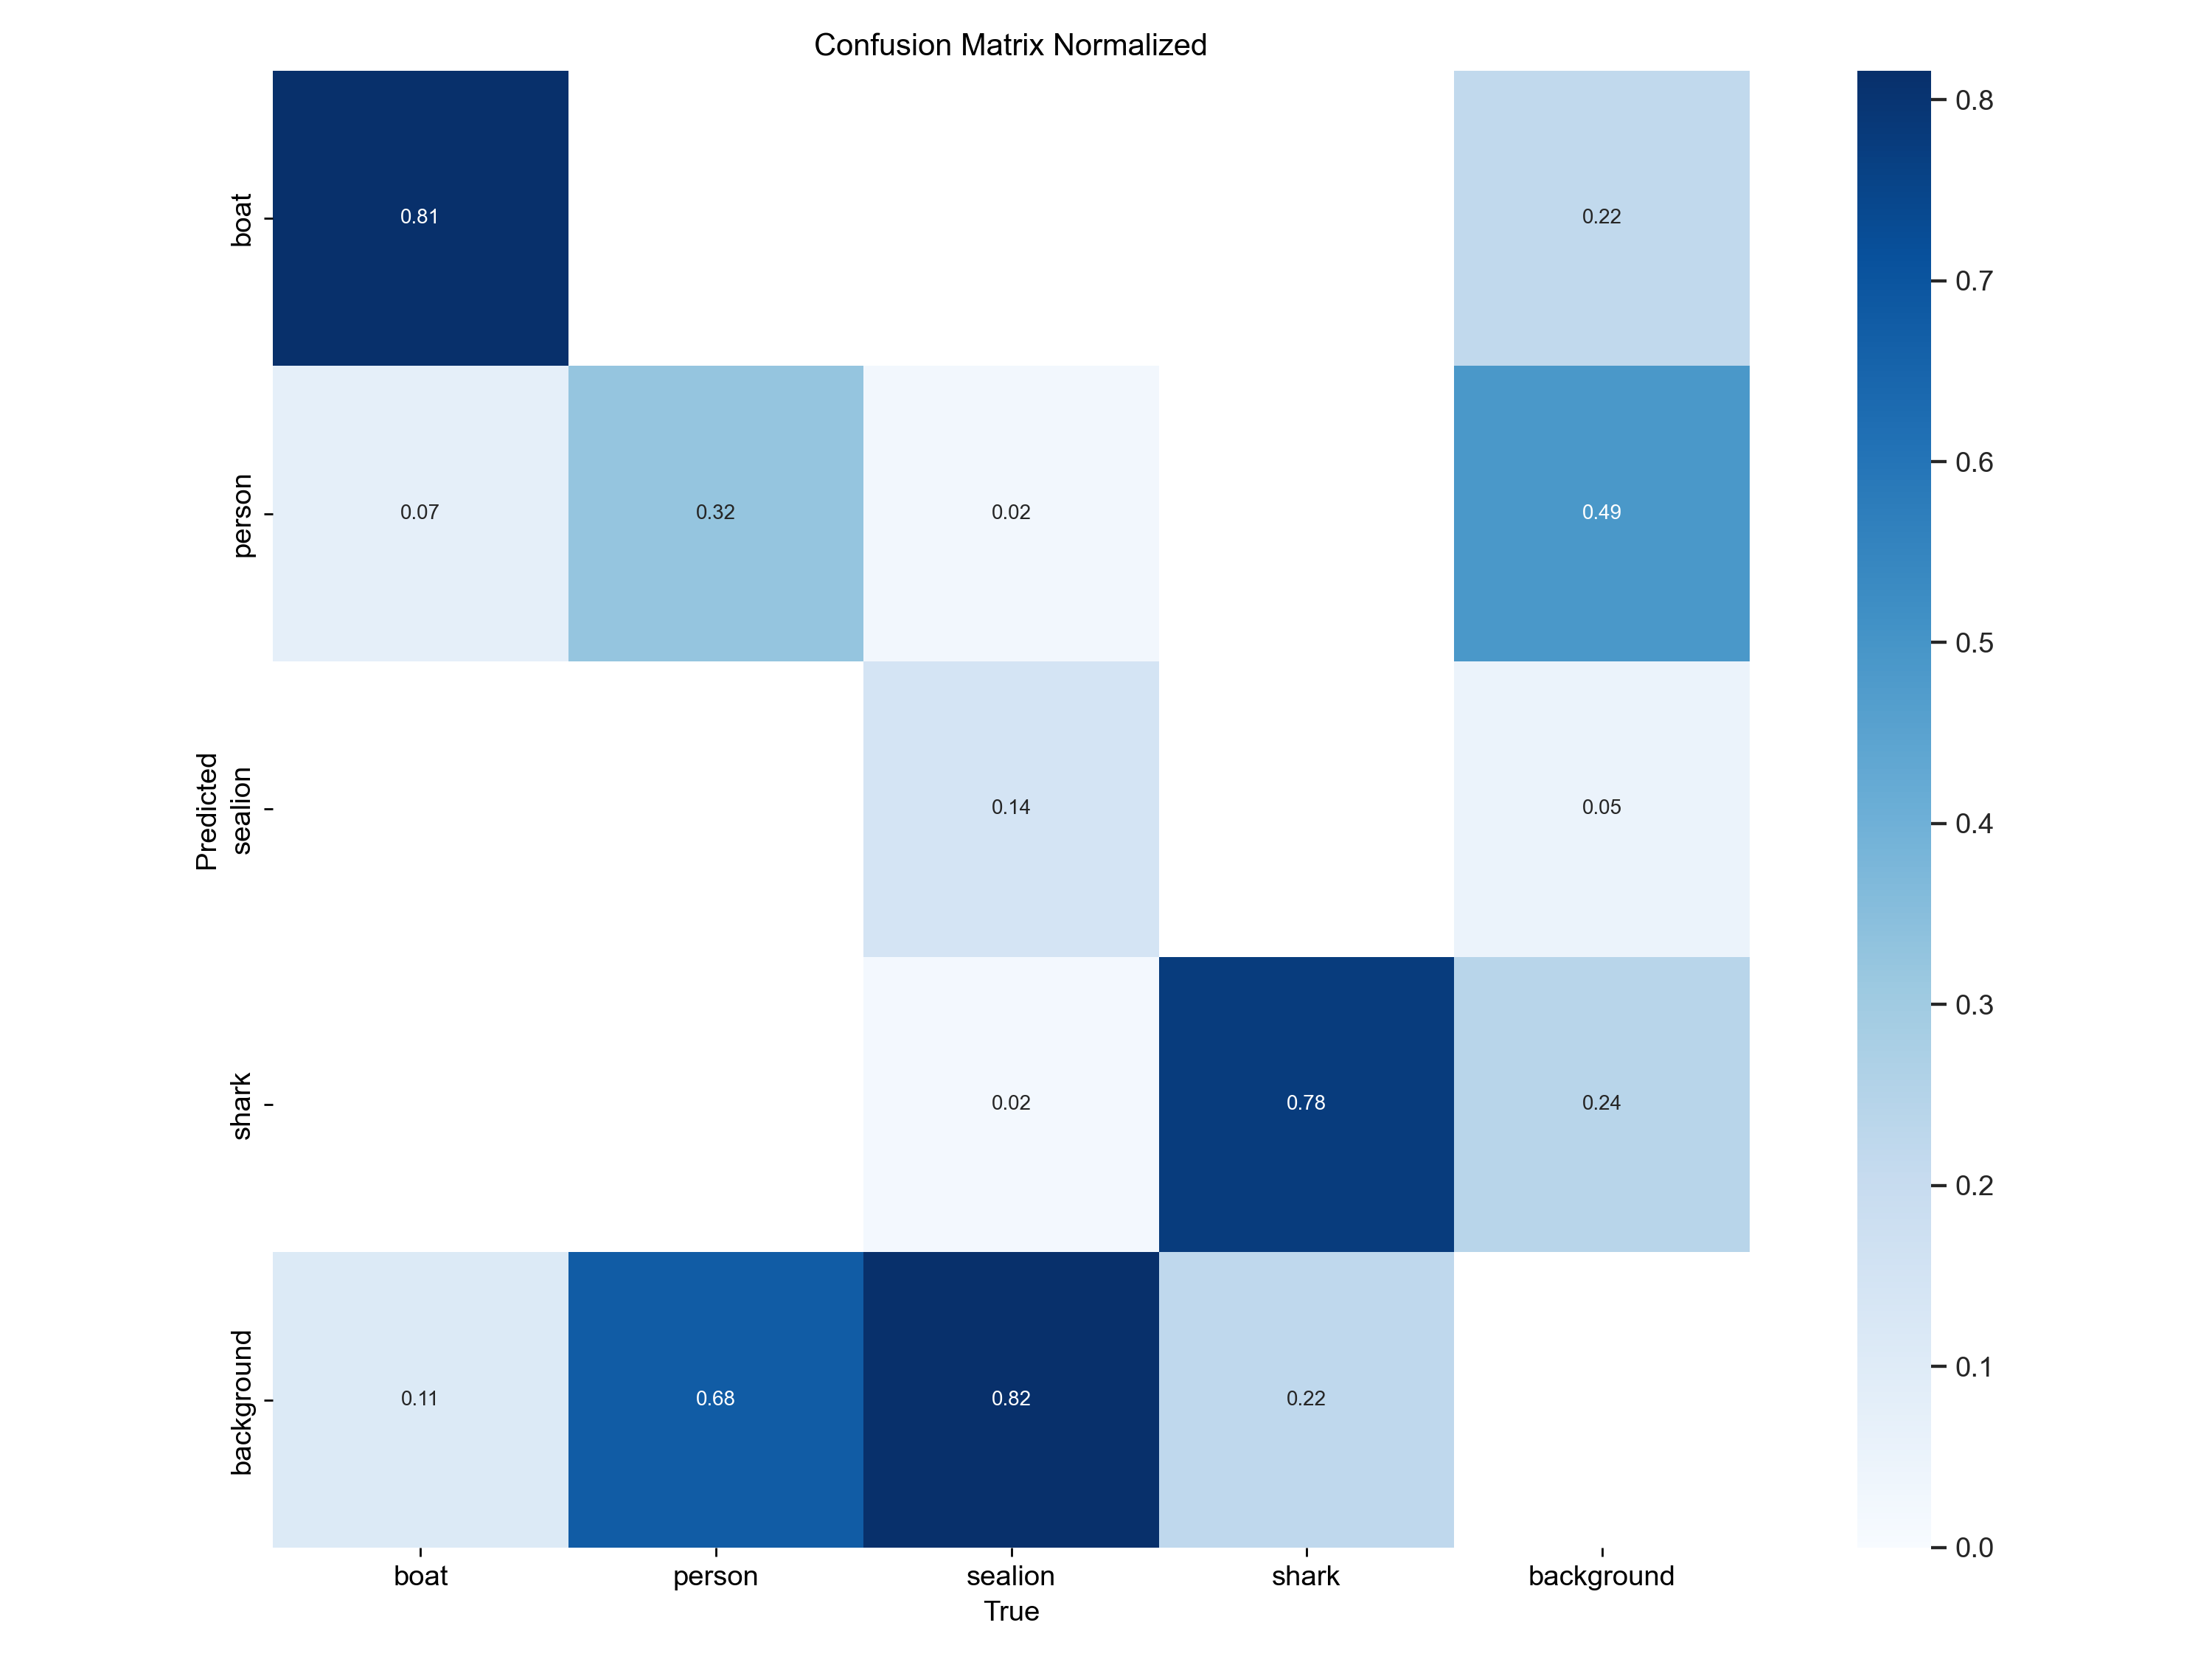 Confusion Matrix Normalized
boat
0.81
0.22
0.8
0.7
person
0.07
0.32
0.02
0.49
0.6
0.5
Predicted
sealion
0.14
0.05
0.4
0.3
shark
0.02
0.78
0.24
0.2
background
0.11
0.68
0.82
0.22
0.1
0.0
boat person sealion shark background
True